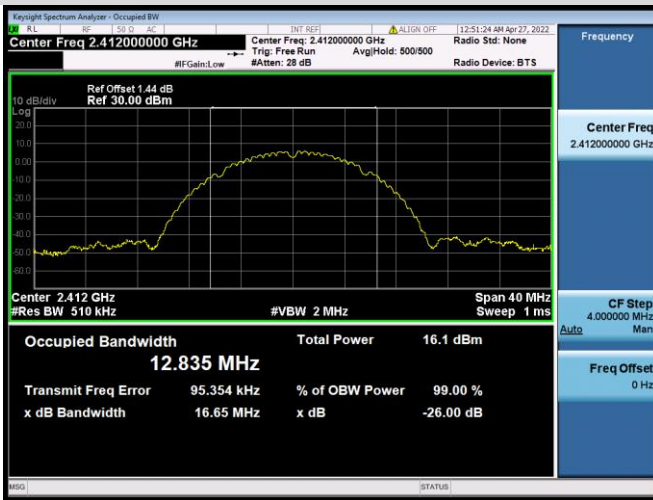 Keysight Spectrum Analyzer - Occupied BW
RL RF 50 Ω AC INT REF ALIGN OFF 12:51:24 AM Apr 27, 2022
Center Freq 2.412000000 GHz
Center Freq: 2.412000000 GHz Radio Std: None
Trig: Free Run Avg|Hold: 500/500
#IFGain:Low #Atten: 28 dB Radio Device: BTS
Ref Offset 1.44 dB
10 dB/div Ref 30.00 dBm
Log
20.0
10.0
0.00
-10.0
-20.0
-30.0
-40.0
-50.0
-60.0
Center 2.412 GHz Span 40 MHz
#Res BW 510 kHz #VBW 2 MHz Sweep 1 ms
Occupied Bandwidth Total Power 16.1 dBm
12.835 MHz
Transmit Freq Error 95.354 kHz % of OBW Power 99.00 %
x dB Bandwidth 16.65 MHz x dB -26.00 dB
MSG STATUS
Frequency
Center Freq
2.412000000 GHz
CF Step
4.000000 MHz
Auto Man
Freq Offset
0 Hz